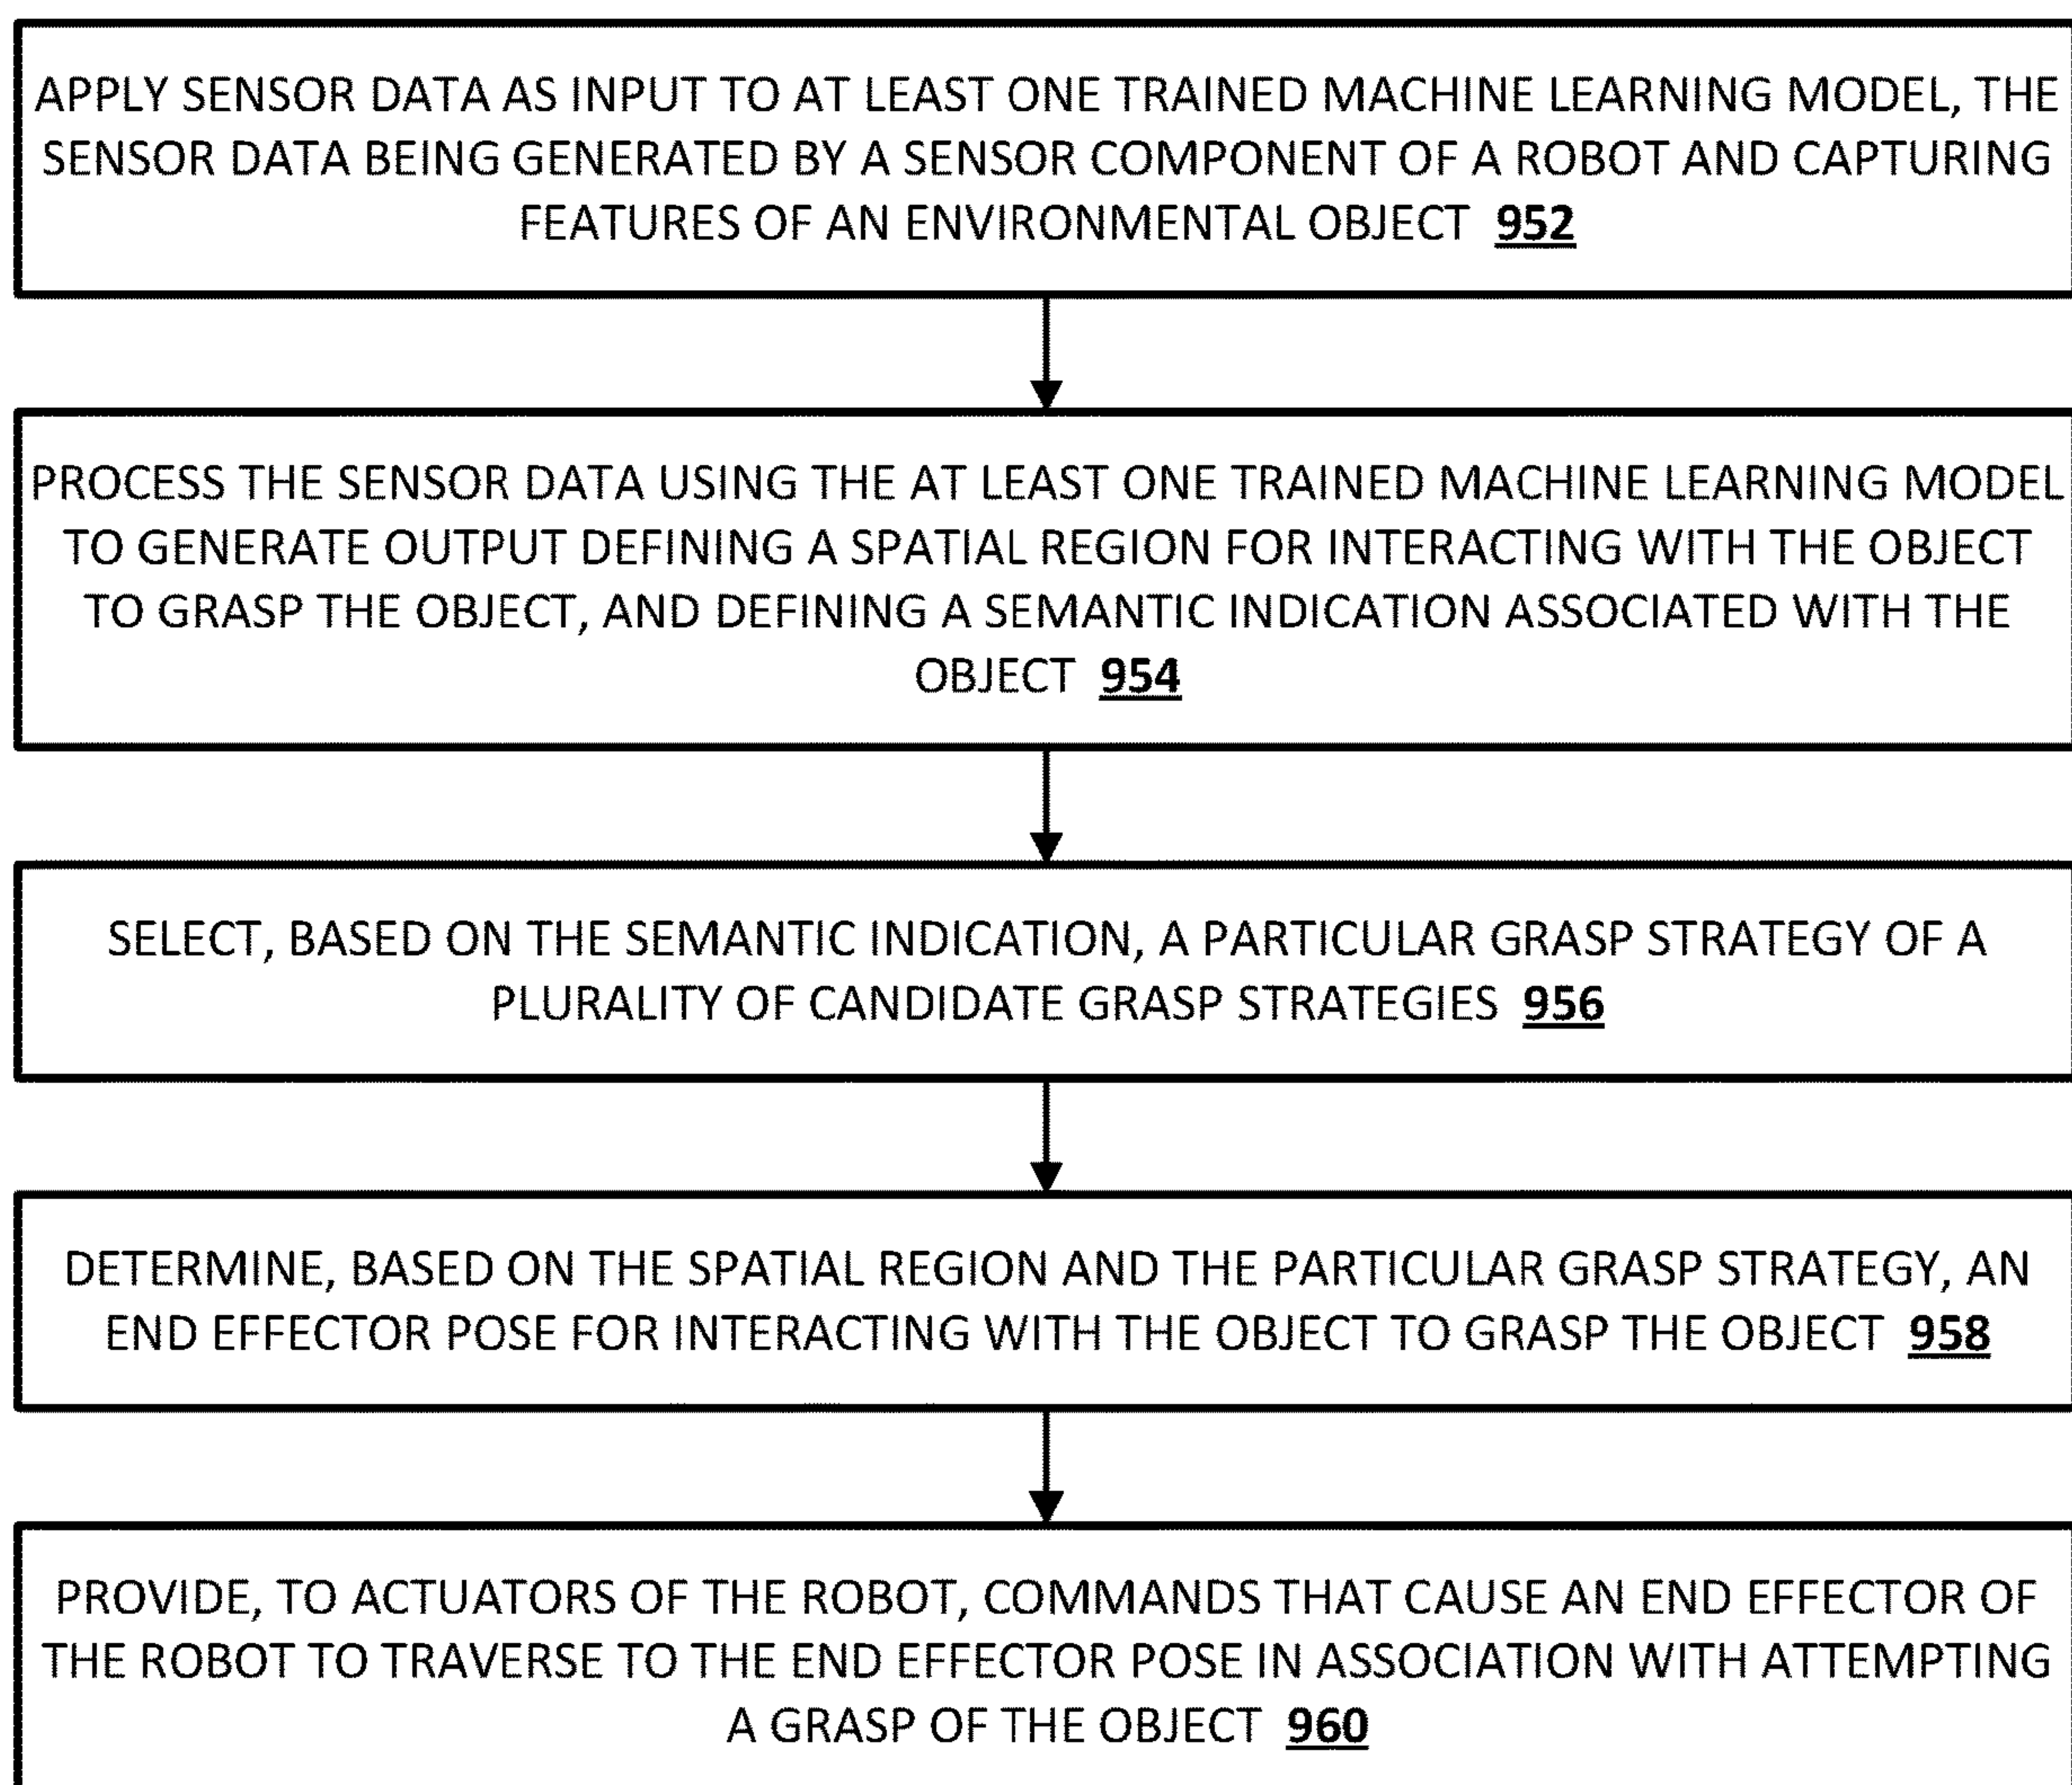 APPLY SENSOR DATA AS INPUT TO AT LEAST ONE TRAINED MACHINE LEARNING MODEL, THE
SENSOR DATA BEING GENERATED BY A SENSOR COMPONENT OF A ROBOT AND CAPTURING
FEATURES OF AN ENVIRONMENTAL OBJECT 952
PROCESS THE SENSOR DATA USING THE AT LEAST ONE TRAINED MACHINE LEARNING MODEL
TO GENERATE OUTPUT DEFINING A SPATIAL REGION FOR INTERACTING WITH THE OBJECT
TO GRASP THE OBJECT, AND DEFINING A SEMANTIC INDICATION ASSOCIATED WITH THE
OBJECT 954
SELECT, BASED ON THE SEMANTIC INDICATION, A PARTICULAR GRASP STRATEGY OF A
PLURALITY OF CANDIDATE GRASP STRATEGIES 956
DETERMINE, BASED ON THE SPATIAL REGION AND THE PARTICULAR GRASP STRATEGY, AN
END EFFECTOR POSE FOR INTERACTING WITH THE OBJECT TO GRASP THE OBJECT 958
PROVIDE, TO ACTUATORS OF THE ROBOT, COMMANDS THAT CAUSE AN END EFFECTOR OF
THE ROBOT TO TRAVERSE TO THE END EFFECTOR POSE IN ASSOCIATION WITH ATTEMPTING
A GRASP OF THE OBJECT 960